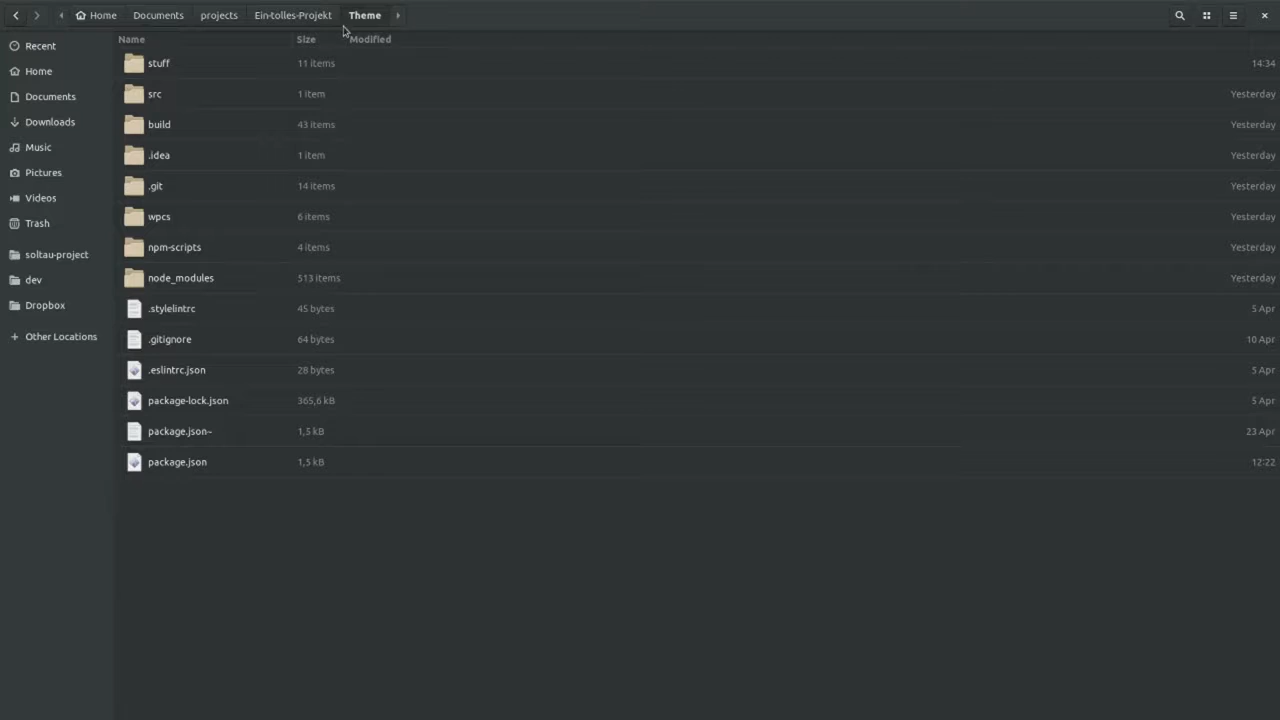 Home Documents projects Ein-tolles-Projekt Theme
Name Size Modified
Recent
Home
Documents
Downloads
Music
Pictures
Videos
Trash
soltau-project
dev
Dropbox
+ Other Locations
stuff 11 items 14:34
src 1 item Yesterday
build 43 items Yesterday
.idea 1 item Yesterday
.git 14 items Yesterday
wpcs 6 items Yesterday
npm-scripts 4 items Yesterday
node_modules 513 items Yesterday
.stylelintrc 45 bytes 5 Apr
.gitignore 64 bytes 10 Apr
.eslintrc.json 28 bytes 5 Apr
package-lock.json 365,6 kB 5 Apr
package.json~ 1,5 kB 23 Apr
package.json 1,5 kB 12:22